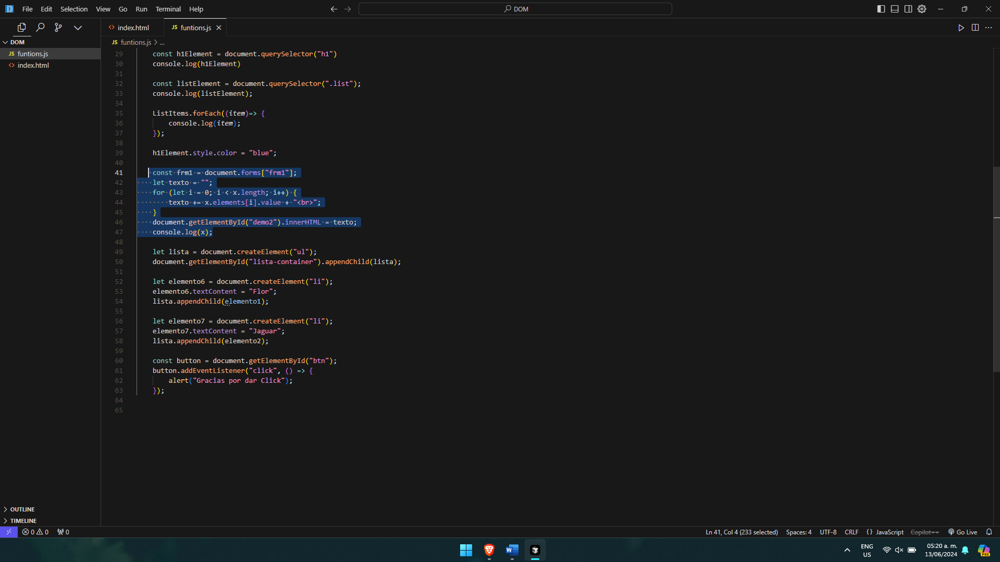 File Edit Selection View Go Run Terminal Help
DOM
index.html
JS funtions.js
DOM
JS funtions.js
index.html
JS funtions.js > ...
29 const h1Element = document.querySelector("h1")
30 console.log(h1Element)
31
32 const listElement = document.querySelector(".list");
33 console.log(listElement);
34
35 ListItems.forEach((item)=> {
36 console.log(item);
37 });
38
39 h1Element.style.color = "blue";
40
41 const frm1 = document.forms["frm1"];
42 let texto = "";
43 for (let i = 0; i < x.length; i++) {
44 texto += x.elements[i].value + "<br>";
45 }
46 document.getElementById("demo2").innerHTML = texto;
47 console.log(x);
48
49 let lista = document.createElement("ul");
50 document.getElementById("lista-container").appendChild(lista);
51
52 let elemento6 = document.createElement("li");
53 elemento6.textContent = "Flor";
54 lista.appendChild(elemento1);
55
56 let elemento7 = document.createElement("li");
57 elemento7.textContent = "Jaguar";
58 lista.appendChild(elemento2);
59
60 const button = document.getElementById("btn");
61 button.addEventListener("click", () => {
62 alert("Gracias por dar Click");
63 });
64
65
OUTLINE
TIMELINE
0 0 0
Ln 41, Col 4 (233 selected) Spaces: 4 UTF-8 CRLF {} JavaScript Copilot++ Go Live
W
ENG
US
05:20 a. m.
13/06/2024
PRE